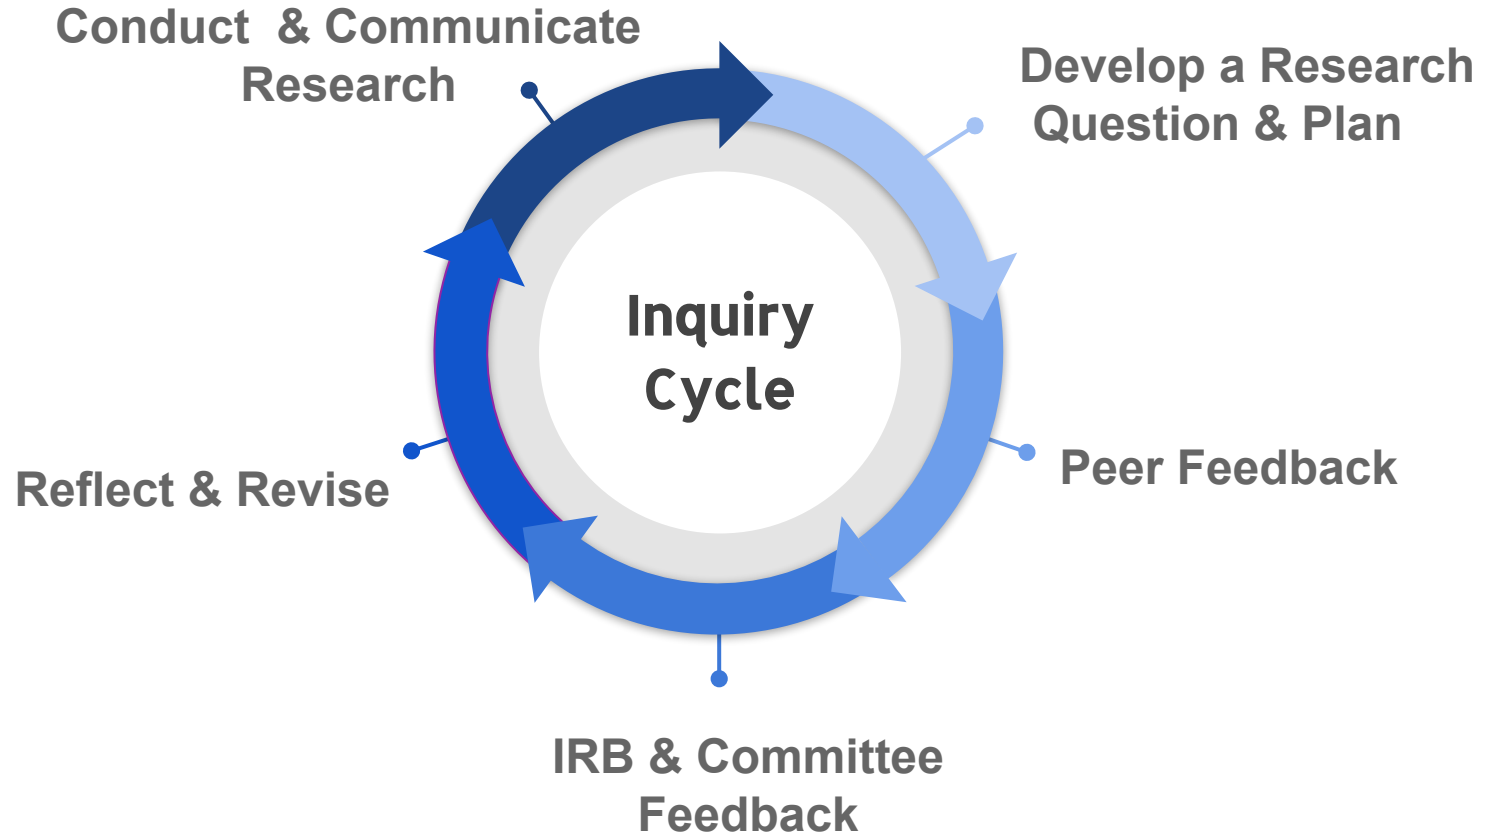 Conduct  & Communicate
Research
Develop a Research
Question & Plan
Inquiry
Cycle
Peer Feedback
Reflect & Revise
IRB & Committee
Feedback